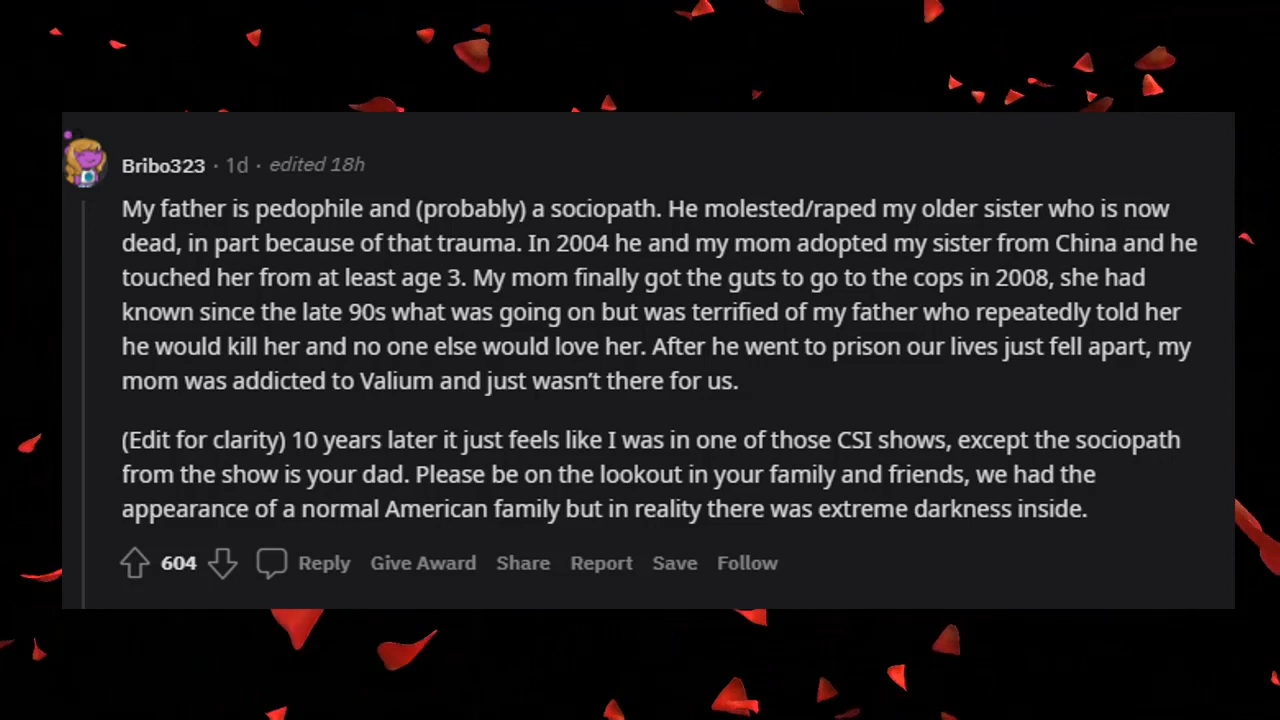 Bribo323 · 1d · edited 18h
My father is pedophile and (probably) a sociopath. He molested/raped my older sister who is now
dead, in part because of that trauma. In 2004 he and my mom adopted my sister from China and he
touched her from at least age 3. My mom finally got the guts to go to the cops in 2008, she had
known since the late 90s what was going on but was terrified of my father who repeatedly told her
he would kill her and no one else would love her. After he went to prison our lives just fell apart, my
mom was addicted to Valium and just wasn't there for us.
(Edit for clarity) 10 years later it just feels like I was in one of those CSI shows, except the sociopath
from the show is your dad. Please be on the lookout in your family and friends, we had the
appearance of a normal American family but in reality there was extreme darkness inside.
604 Reply Give Award Share Report Save Follow